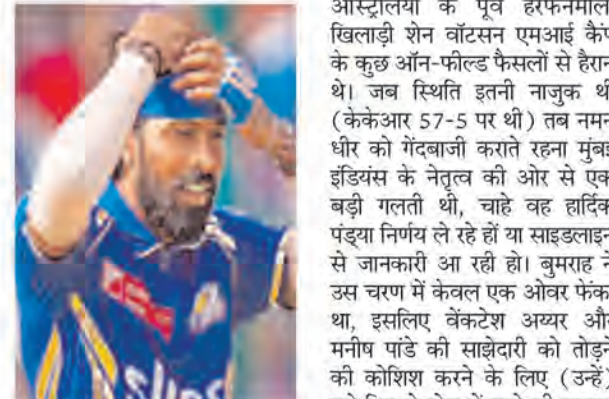 आस्ट्रेलिया के पूर्व हरफनमौला
खिलाड़ी शेन वॉटसन एमआई कैंप
के कुछ ऑन-फील्ड फैसलों से हैरान
थे। जब स्थिति इतनी नाजुक थी
(केकेआर 57-5 पर थी) तब नमन
धीर को गेंदबाजी कराते रहना मुंबई
इंडियंस के नेतृत्व की ओर से एक
बड़ी गलती थी, चाहे वह हार्दिक
पंड्या निर्णय ले रहे हों या साइडलाइन
से जानकारी आ रही हो। बुमराह ने
उस चरण में केवल एक ओवर फेंका
था, इसलिए वेंकटेश अय्यर और
मनीष पांडे की साझेदारी को तोड़ने
की कोशिश करने के लिए (उन्हें)